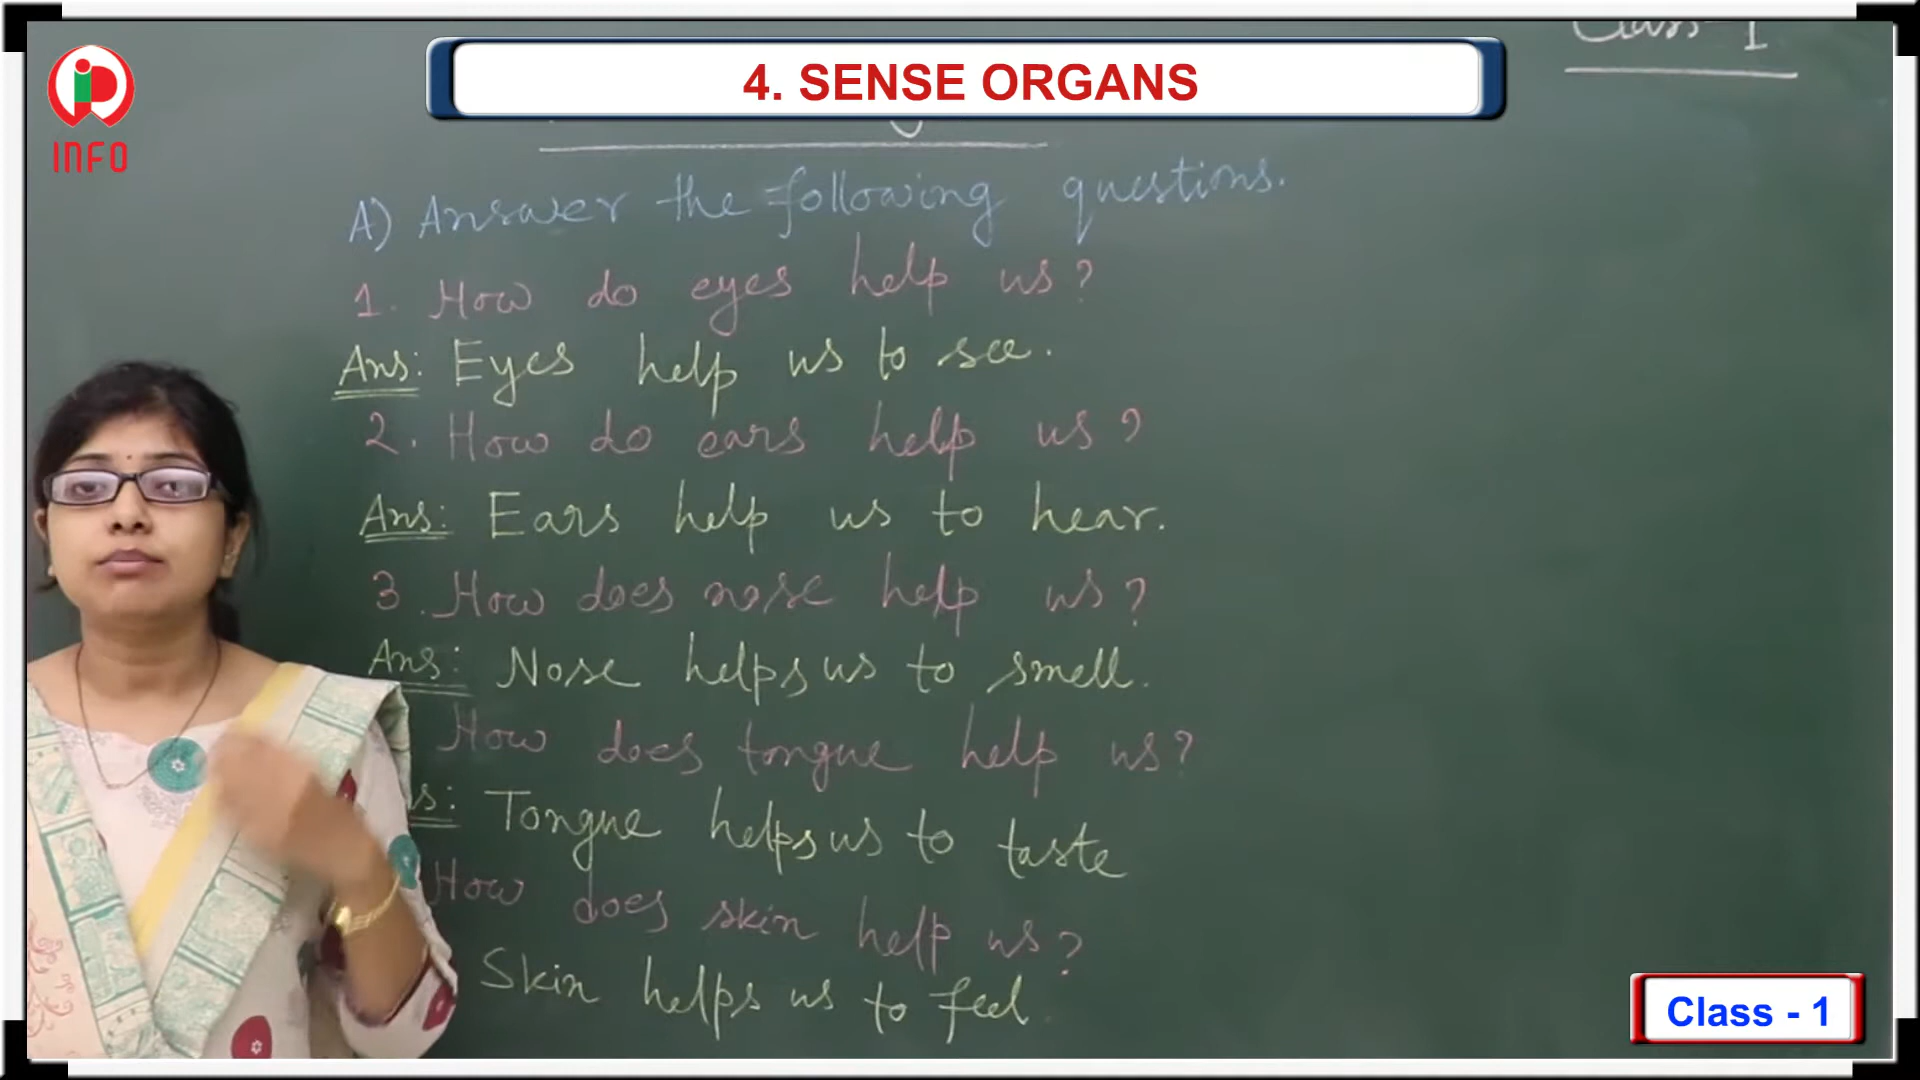 Class-I
4. SENSE ORGANS
INFO
A) Answer the following questions.
1. How do eyes help us?
Ans: Eyes help us to see.
2. How do ears help us?
Ans: Ears help us to hear.
3. How does nose help us?
Ans: Nose helps us to smell.
How does tongue help us?
s: Tongue helps us to taste
How does skin help us?
Skin helps us to feel.
Class - 1